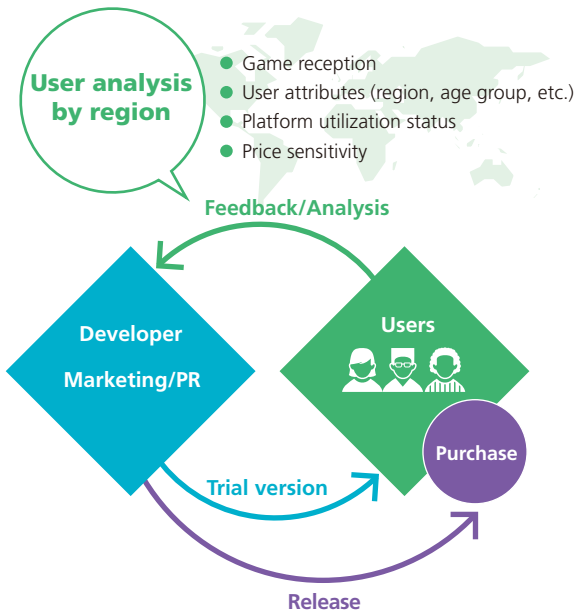 User analysis
by region
Game reception
User attributes (region, age group, etc.)
Platform utilization status
Price sensitivity
Feedback/Analysis
Developer
Marketing/PR
Users
Purchase
Trial version
Release